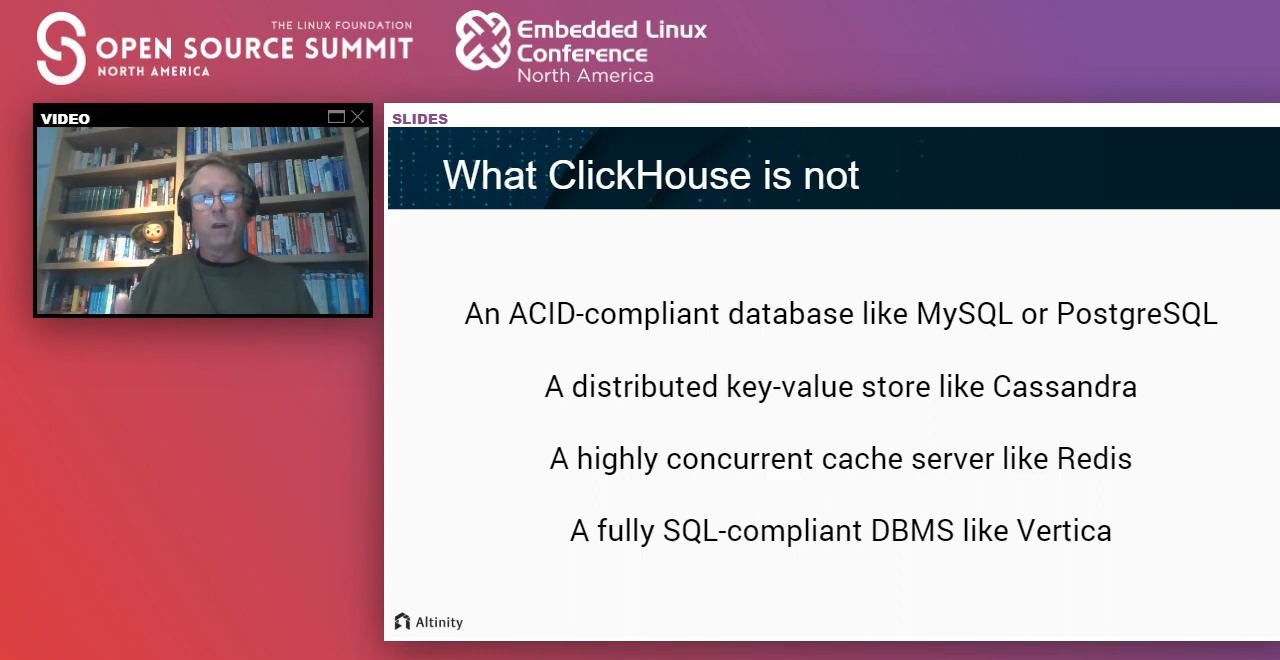 THE LINUX FOUNDATION
OPEN SOURCE SUMMIT
NORTH AMERICA
Embedded Linux
Conference
North America
VIDEO
SLIDES
What ClickHouse is not
An ACID-compliant database like MySQL or PostgreSQL
A distributed key-value store like Cassandra
A highly concurrent cache server like Redis
A fully SQL-compliant DBMS like Vertica
Altinity